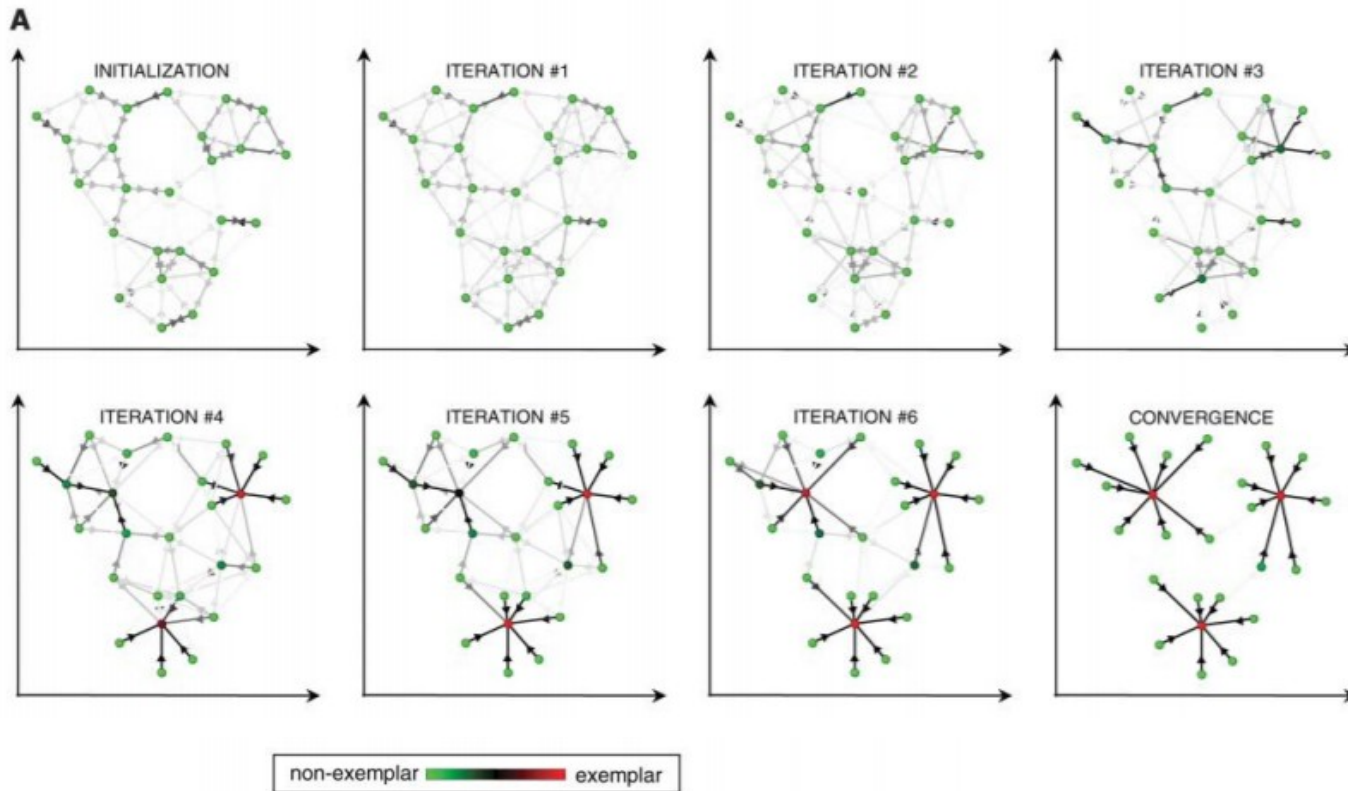 A
INITIALIZATION
ITERATION #1
ITERATION #2
ITERATION #3
ITERATION #4
ITERATION #5
ITERATION #6
CONVERGENCE
non-exemplar
exemplar